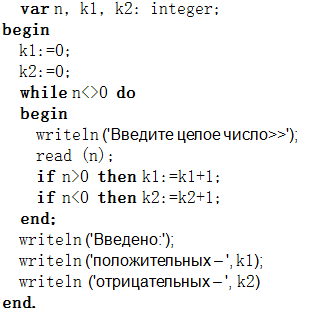 var n, k1, k2: integer;
begin
k1:=0;
k2:=0;
while n<>0 do
begin
writeln ('Введите целое число>>');
read (n);
if n>0 then k1:=k1+1;
if n<0 then k2:=k2+1;
end;
writeln ('Введено:');
writeln ('положительных–', k1);
writeln ('отрицательных–', k2)
end.